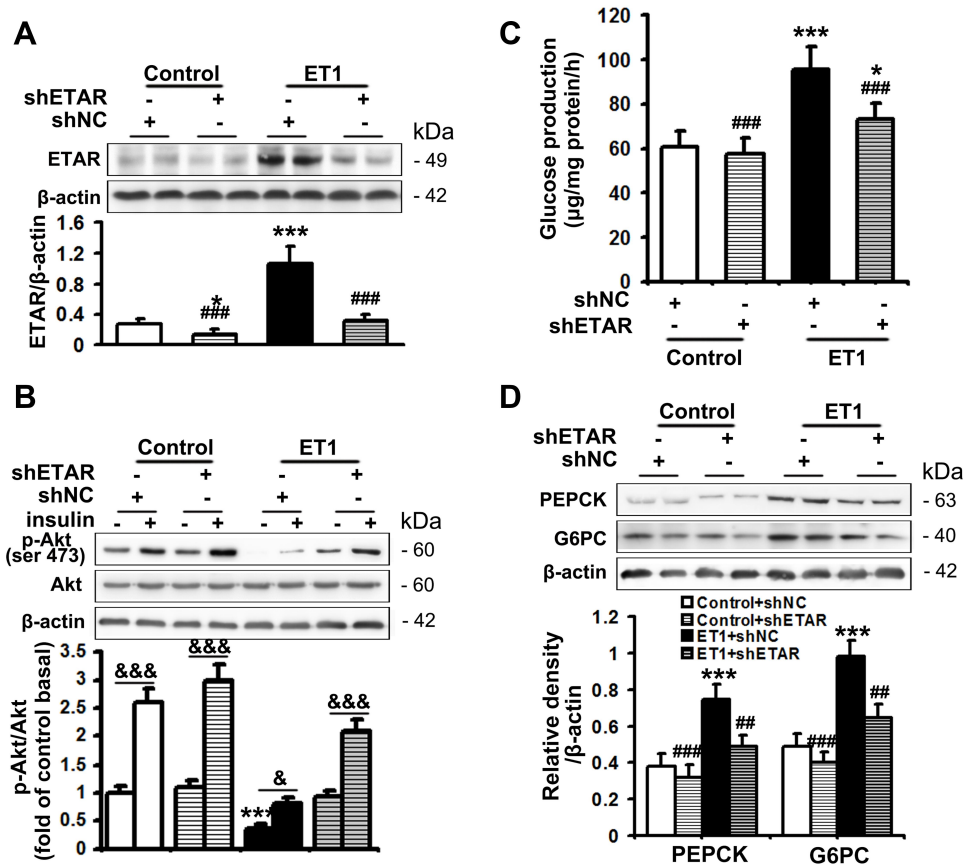 A
Control ET1
shETAR - + - +
shNC + - + -
kDa
ETAR - 49
β-actin - 42
ETAR/β-actin
1.6
1.2
0.8
0.4
0
*
###
***
###
B
Control ET1
shETAR - + - +
shNC + - + -
insulin - + - + - + - +
kDa
p-Akt
(ser 473) - 60
Akt - 60
β-actin - 42
p-Akt/Akt
(fold of control basal)
3.5
3
2.5
2
1.5
1
0.5
0
&&&
&&&
***
&
&&&
C
Glucose production
(μg/mg protein/h)
120
100
80
60
40
20
0
###
***
*
###
shNC + - + -
shETAR - + - +
Control ET1
D
Control ET1
shETAR - + - +
shNC + - + -
kDa
PEPCK - 63
G6PC - 40
β-actin - 42
Control+shNC
Control+shETAR
ET1+shNC
ET1+shETAR
Relative density
/β-actin
1.2
1
0.8
0.6
0.4
0.2
0
###
***
##
###
***
##
PEPCK G6PC